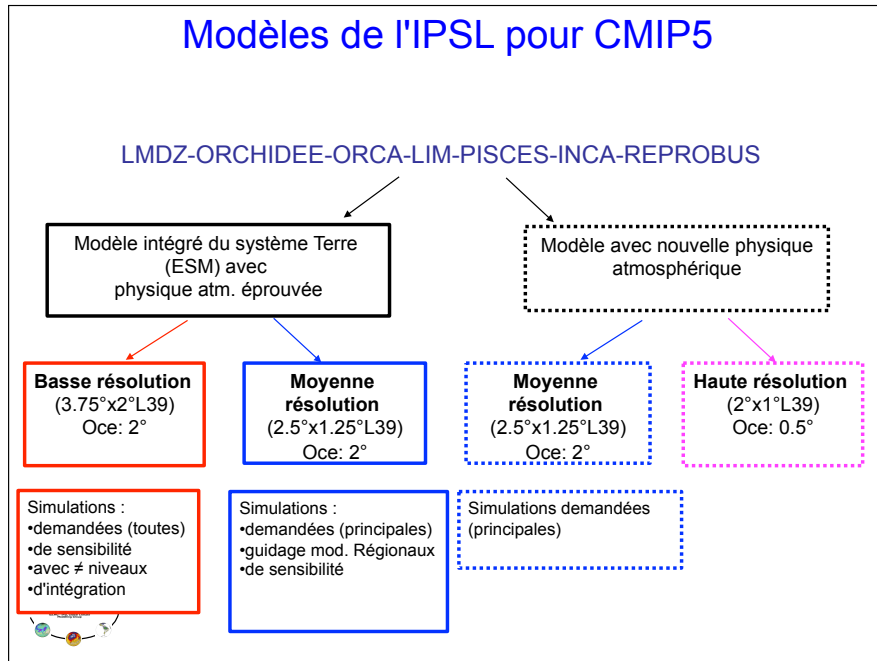 Modèles de l'IPSL pour CMIP5
LMDZ-ORCHIDEE-ORCA-LIM-PISCES-INCA-REPROBUS
Modèle intégré du système Terre
(ESM) avec
physique atm. éprouvée
Modèle avec nouvelle physique
atmosphérique
Basse résolution
(3.75°x2°L39)
Oce: 2°
Moyenne
résolution
(2.5°x1.25°L39)
Oce: 2°
Moyenne
résolution
(2.5°x1.25°L39)
Oce: 2°
Haute résolution
(2°x1°L39)
Oce: 0.5°
Simulations :
•demandées (toutes)
•de sensibilité
•avec ≠ niveaux
•d'intégration
Simulations :
•demandées (principales)
•guidage mod. Régionaux
•de sensibilité
Simulations demandées
(principales)